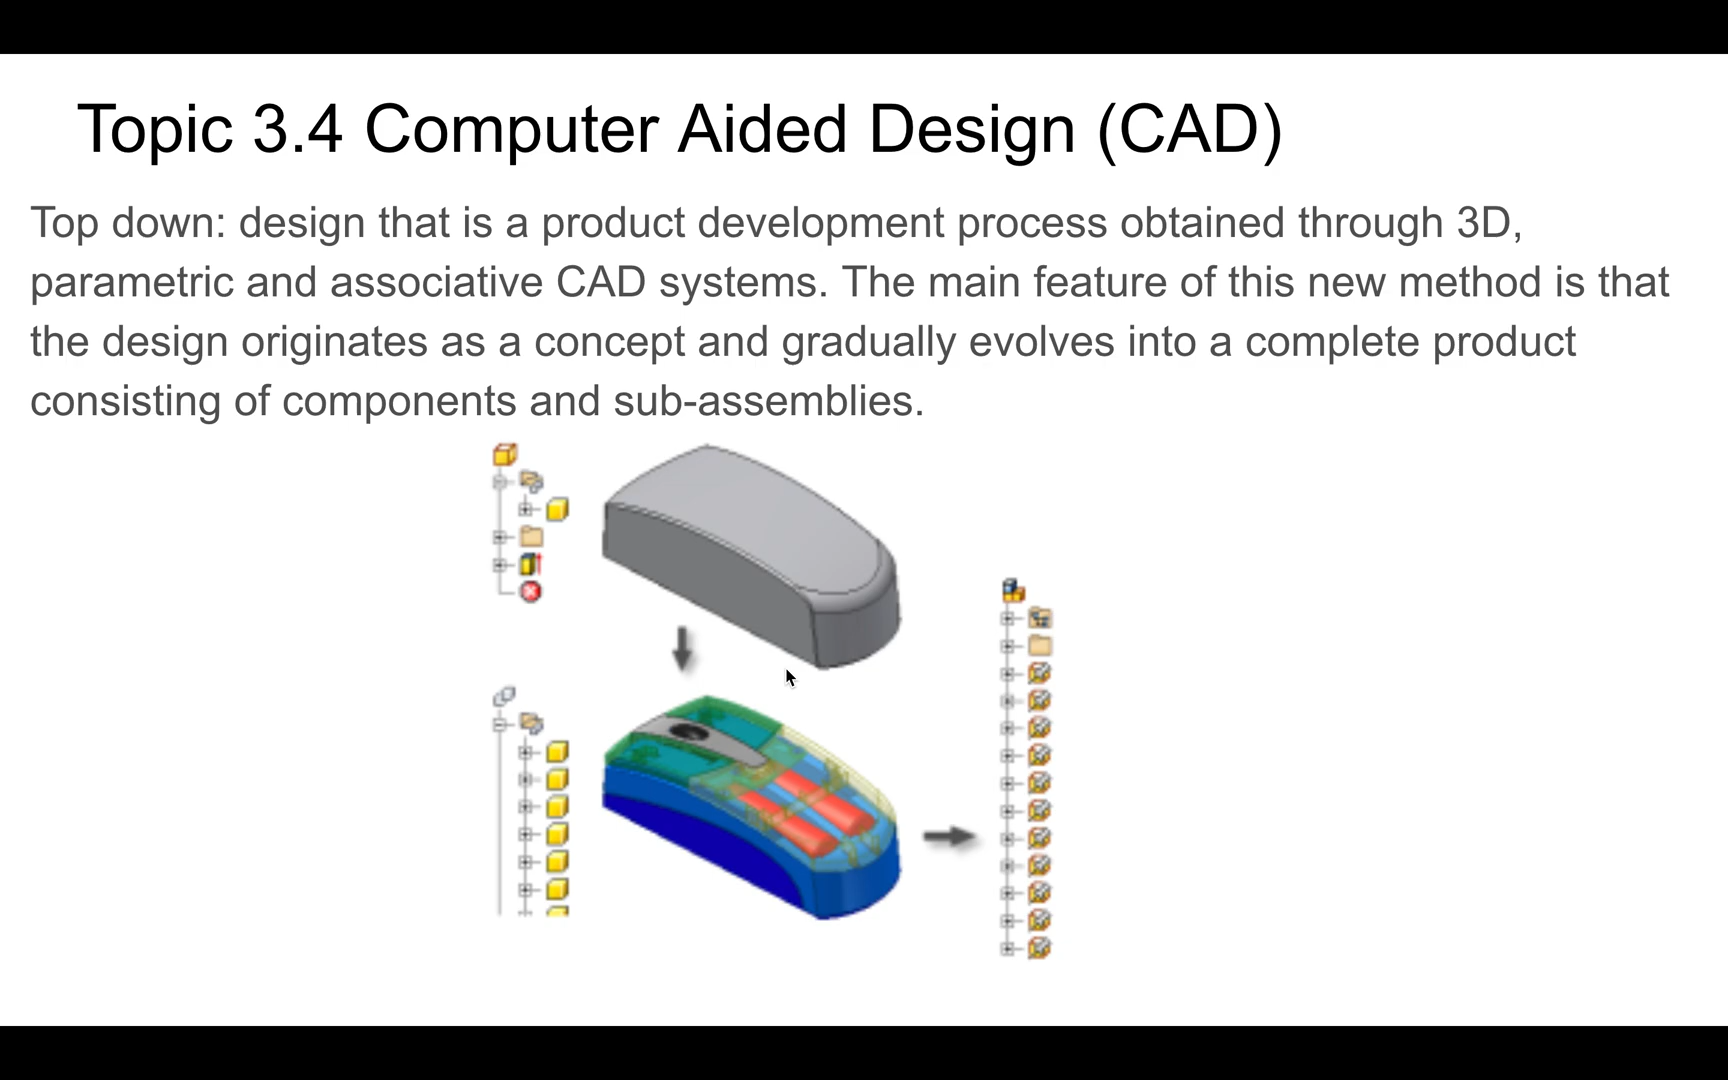 Topic 3.4 Computer Aided Design (CAD)
Top down: design that is a product development process obtained through 3D,
parametric and associative CAD systems. The main feature of this new method is that
the design originates as a concept and gradually evolves into a complete product
consisting of components and sub-assemblies.